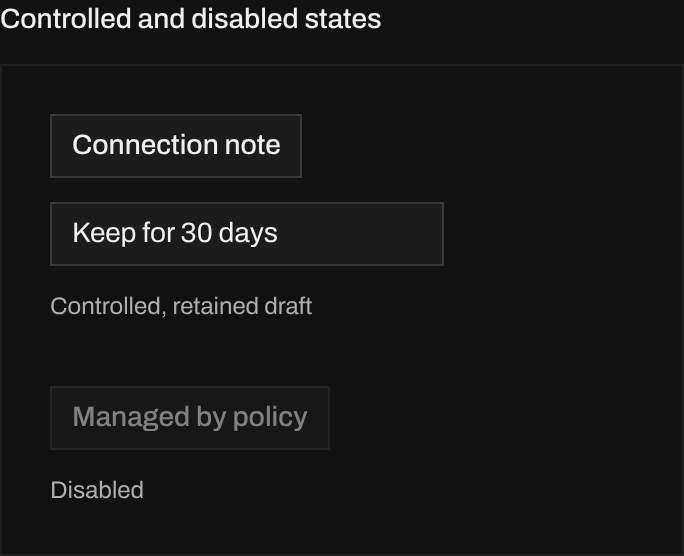 Controlled and disabled states
Connection note
Keep for 30 days
Controlled, retained draft
Managed by policy
Disabled